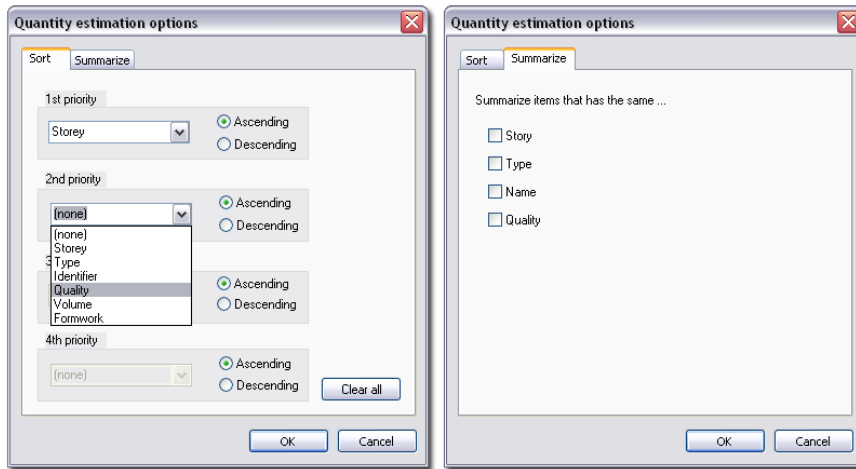 Quantity estimation options
Sort Summarize
1st priority
Storey
Ascending
Descending
2nd priority
(none)
Ascending
Descending
(none)
Storey
Type
Identifier
Quality
Volume
Formwork
3
Ascending
Descending
4th priority
(none)
Ascending
Descending
Clear all
OK Cancel
Quantity estimation options
Sort Summarize
Summarize items that has the same ...
Story
Type
Name
Quality
OK Cancel